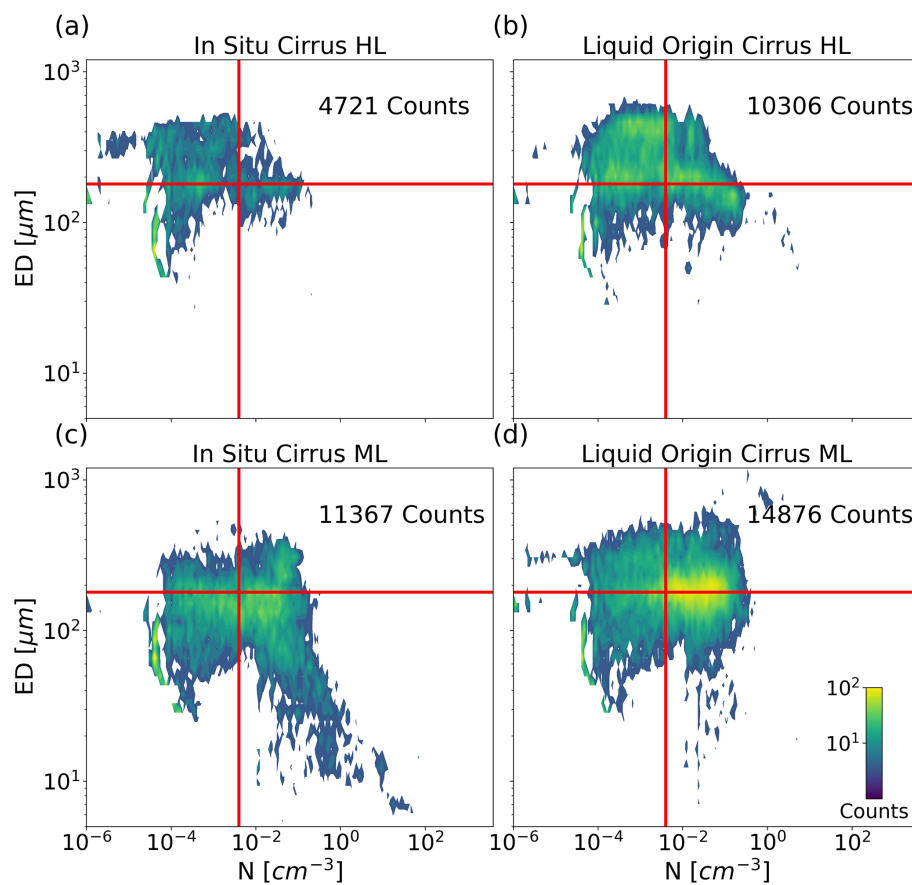 (a)
(b)
In Situ Cirrus HL
Liquid Origin Cirrus HL
10³
4721 Counts
10306 Counts
10²
ED [μm]
10¹
(c)
(d)
In Situ Cirrus ML
Liquid Origin Cirrus ML
10³
11367 Counts
14876 Counts
10²
ED [μm]
10¹
10²
10¹
Counts
10⁻⁶ 10⁻⁴ 10⁻² 10⁰ 10²
10⁻⁶ 10⁻⁴ 10⁻² 10⁰ 10²
N [cm⁻³]
N [cm⁻³]